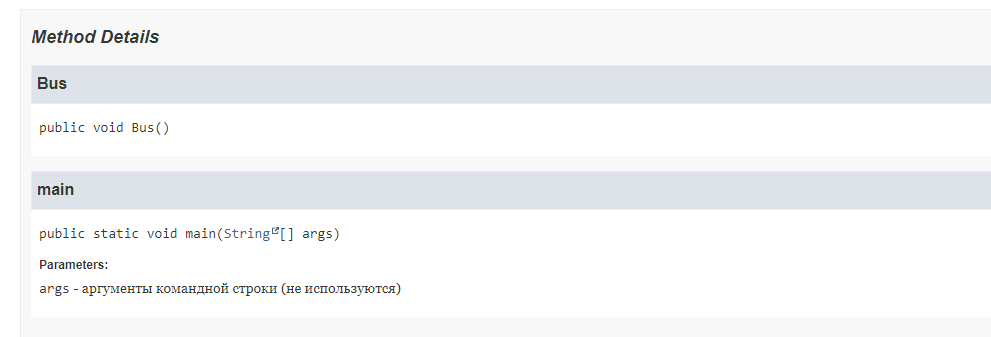 Method Details
Bus
public void Bus()
main
public static void main(String[] args)
Parameters:
args - аргументы командной строки (не используются)